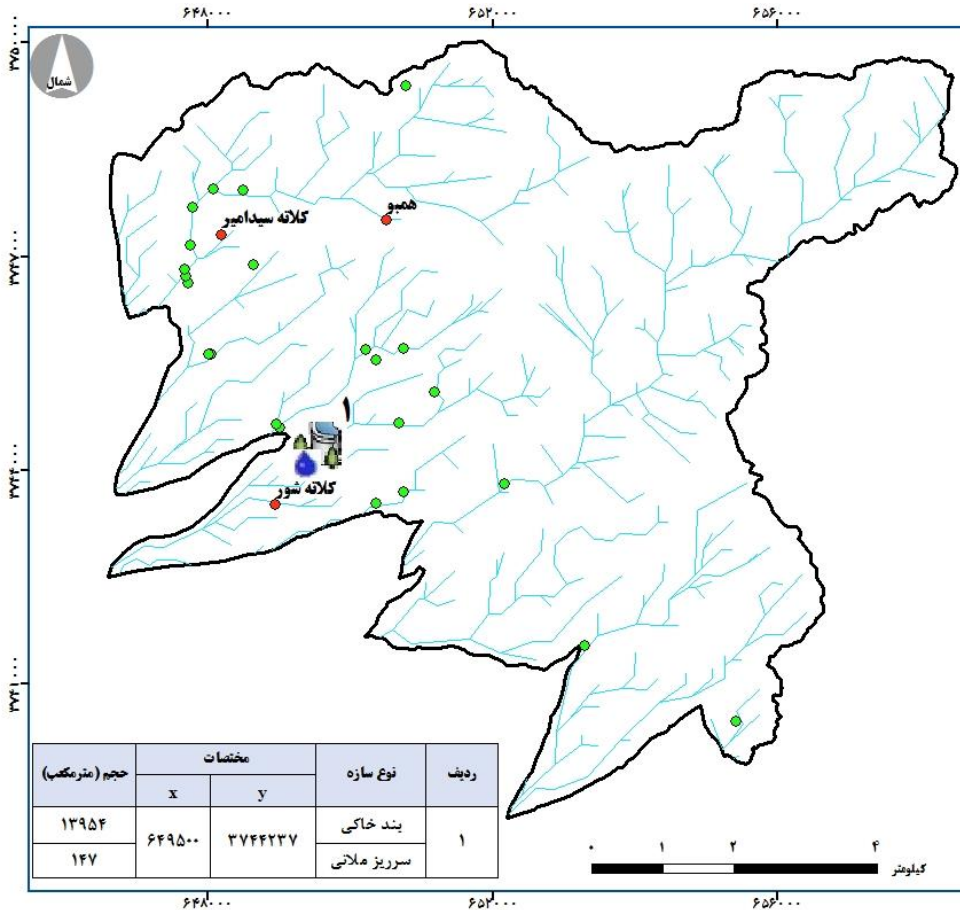 ۶۴۸۰۰۰ ۶۵۲۰۰۰ ۶۵۶۰۰۰
۳۷۵۰۰۰۰
شمال
همبو
کلاته سیدامیر
۳۷۴۷۰۰۰
۱
۳۷۴۴۰۰۰
کلاته شور
۳۷۴۱۰۰۰
ردیف نوع سازه مختصات حجم (مترمکعب)
y x
۱ بند خاکی ۳۷۴۴۲۳۷ ۶۴۹۵۰۰ ۱۳۹۵۴
سرریز ملاتی ۱۴۷
۰ ۱ ۲ ۴
کیلومتر
۶۴۸۰۰۰ ۶۵۲۰۰۰ ۶۵۶۰۰۰